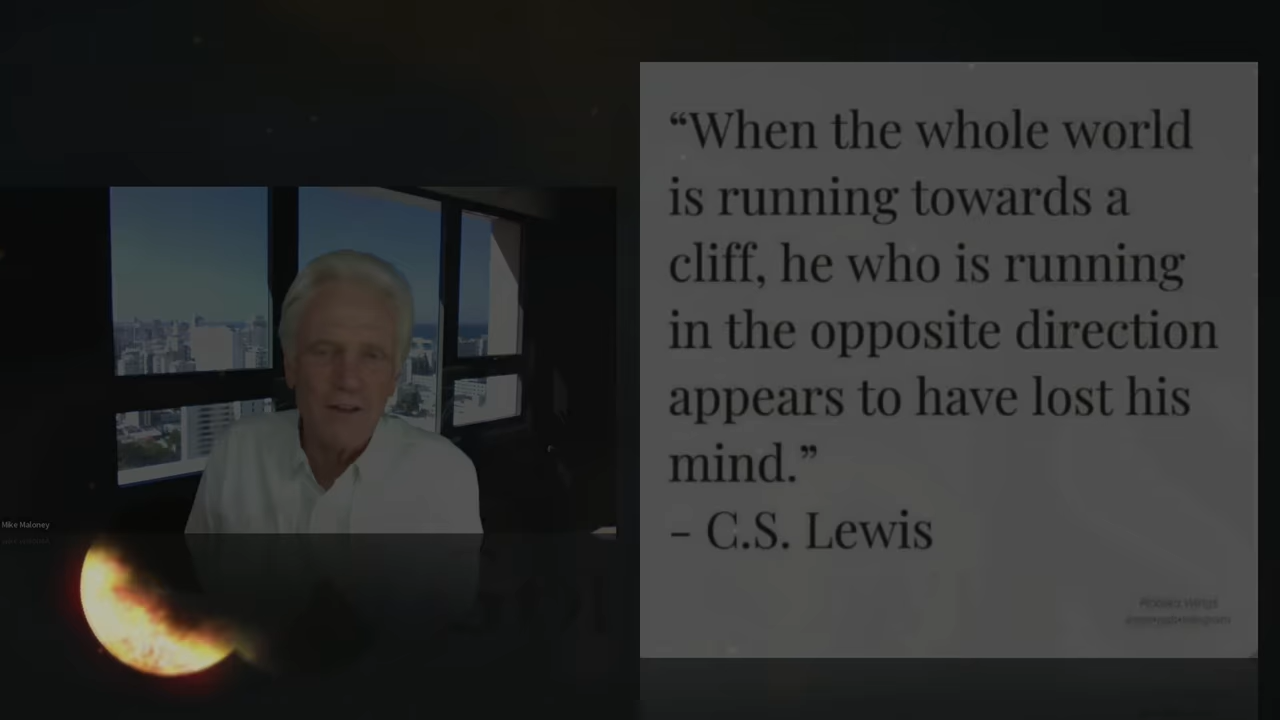 Mike Maloney
“When the whole world
is running towards a
cliff, he who is running
in the opposite direction
appears to have lost his
mind.”
- C.S. Lewis